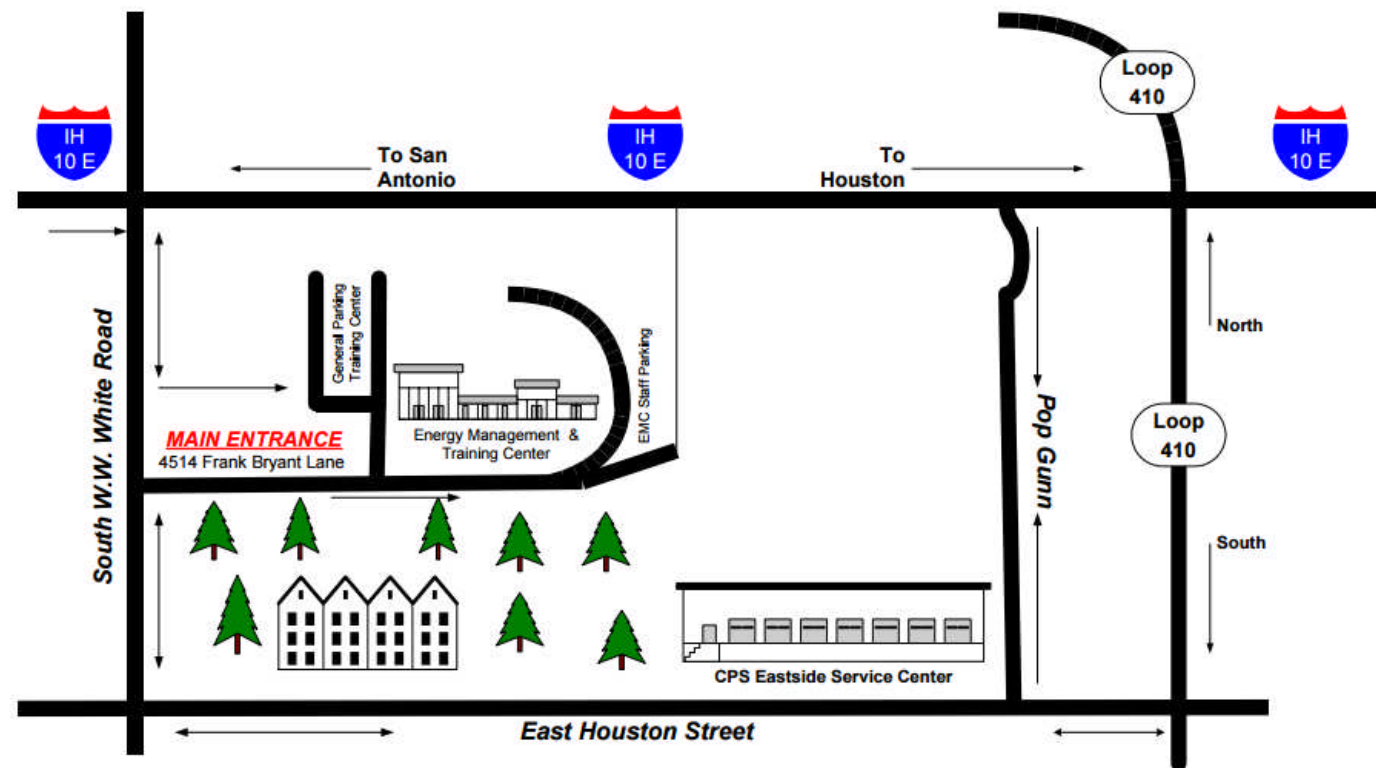 Loop
410
IH
10 E
To San
Antonio
IH
10 E
To
Houston
IH
10 E
South W.W. White Road
General Parking
Training Center
EMC Staff Parking
North
MAIN ENTRANCE
4514 Frank Bryant Lane
Energy Management &
Training Center
Pop Gunn
Loop
410
South
CPS Eastside Service Center
East Houston Street